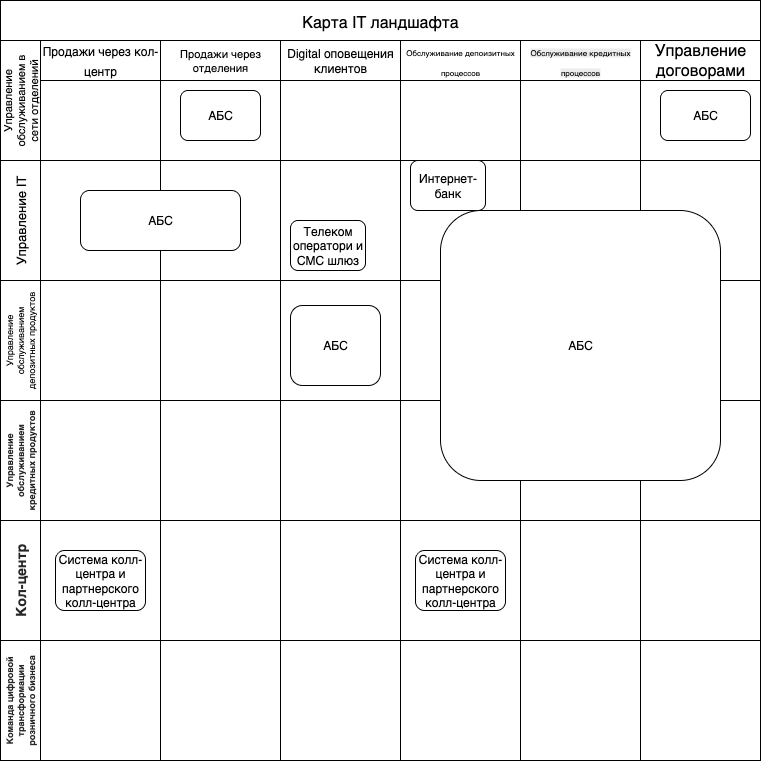 Карта IT ландшафта
Продажи через кол-
центр
Продажи через
отделения
Digital оповещения
клиентов
Обслуживание депоизитных
процессов
Обслуживание кредитных
процессов
Управление
договорами
Управление
обслуживанием в
сети отделений
АБС
АБС
Управление IT
АБС
Телеком
оператори и
СМС шлюз
Интернет-
банк
Управление
обслуживанием
депозитных продуктов
АБС
АБС
Управление
обслуживанием
кредитных продуктов
Кол-центр
Система колл-
центра и
партнерского
колл-центра
Система колл-
центра и
партнерского
колл-центра
Команда цифровой
трансформации
розничного бизнеса